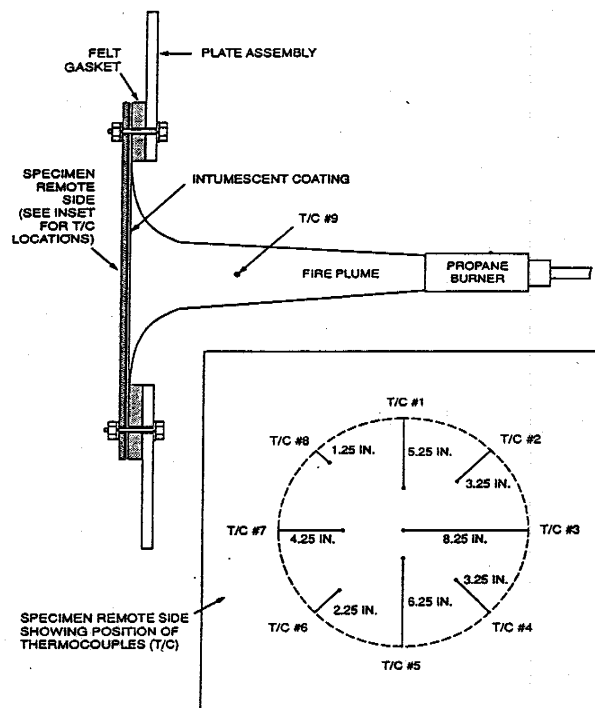 FELT
GASKET
PLATE ASSEMBLY
SPECIMEN
REMOTE
SIDE
(SEE INSET
FOR T/C
LOCATIONS)
INTUMESCENT COATING
T/C #9
FIRE PLUME
PROPANE
BURNER
T/C #1
T/C #8
T/C #2
1.25 IN.
5.25 IN.
3.25 IN.
T/C #7
4.25 IN.
8.25 IN.
T/C #3
2.25 IN.
6.25 IN.
3.25 IN.
T/C #6
T/C #4
T/C #5
SPECIMEN REMOTE SIDE
SHOWING POSITION OF
THERMOCOUPLES (T/C)